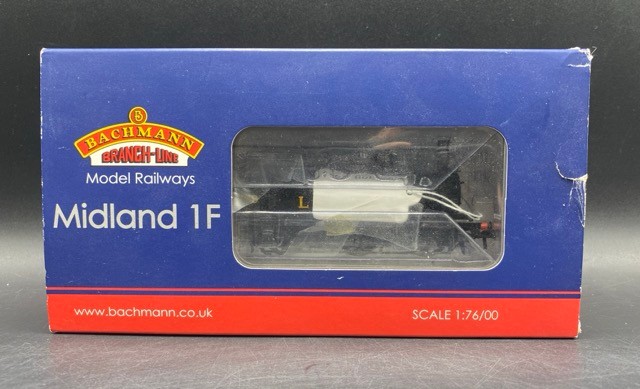 B
BACHMANN
BRANCH-LINE
Model Railways
Midland 1F
L
www.bachmann.co.uk
SCALE 1:76/00